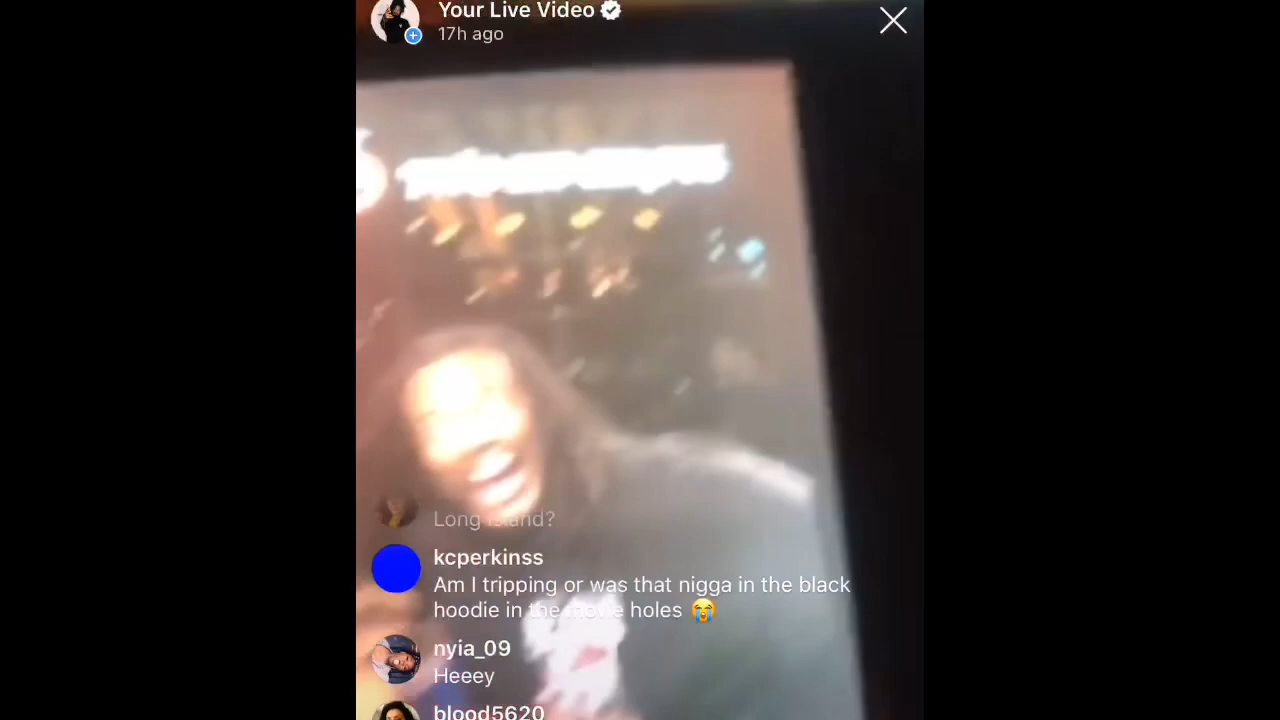 Your Live Video
17h ago
Long Island?
kcperkinss
Am I tripping or was that nigga in the black
hoodie in the movie holes 😭
nyia_09
Heeey
blood5620